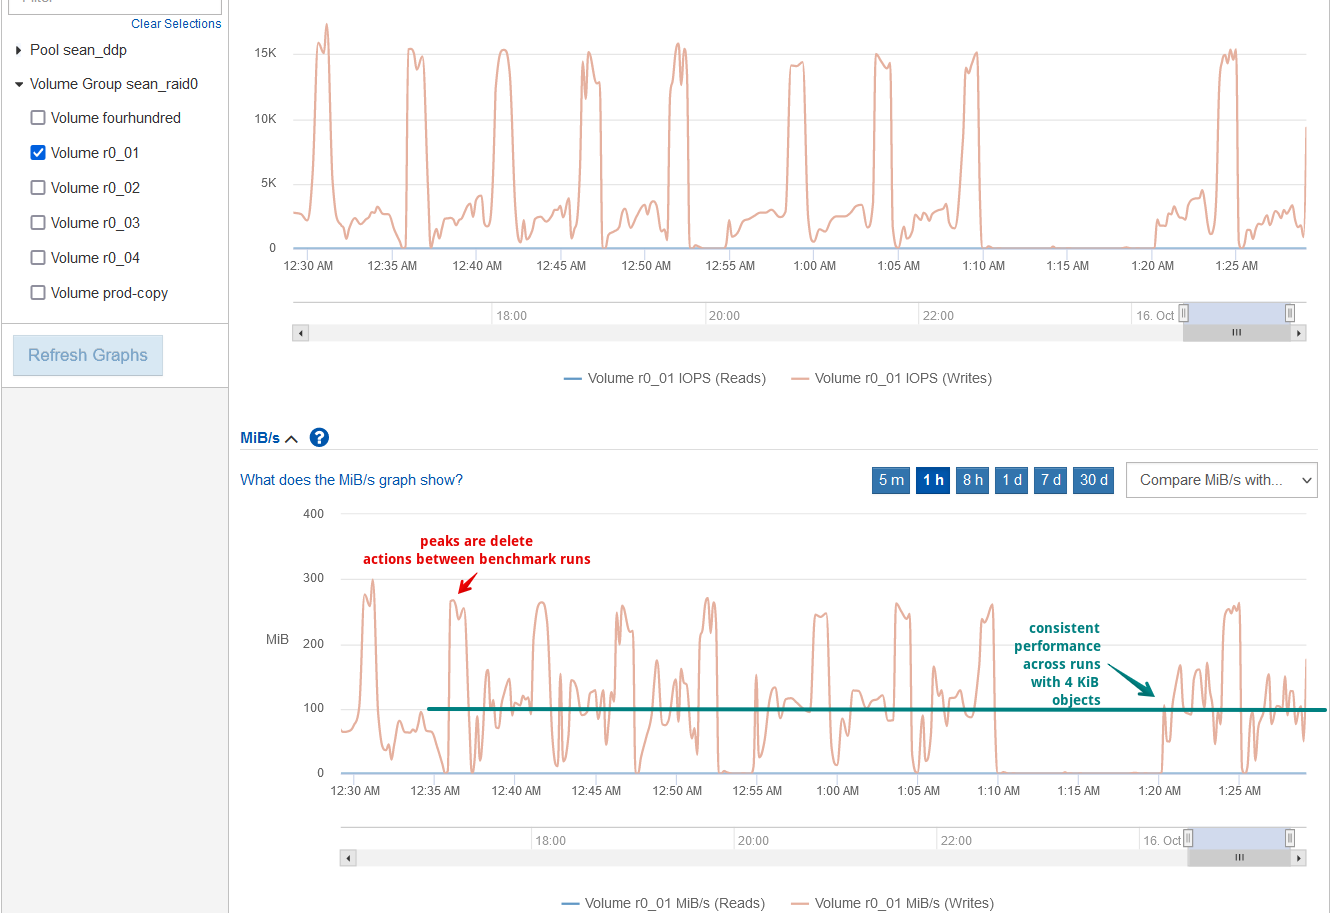 Filter
Clear Selections
Pool sean_ddp
Volume Group sean_raid0
Volume fourhundred
Volume r0_01
Volume r0_02
Volume r0_03
Volume r0_04
Volume prod-copy
Refresh Graphs
15K
10K
5K
0
12:30 AM 12:35 AM 12:40 AM 12:45 AM 12:50 AM 12:55 AM 1:00 AM 1:05 AM 1:10 AM 1:15 AM 1:20 AM 1:25 AM
18:00 20:00 22:00 16. Oct
Volume r0_01 IOPS (Reads) Volume r0_01 IOPS (Writes)
MiB/s ?
What does the MiB/s graph show? 5 m 1 h 8 h 1 d 7 d 30 d Compare MiB/s with...
400
peaks are delete
actions between benchmark runs
300
consistent
performance
across runs
with 4 KiB
objects
MiB
200
100
0
12:30 AM 12:35 AM 12:40 AM 12:45 AM 12:50 AM 12:55 AM 1:00 AM 1:05 AM 1:10 AM 1:15 AM 1:20 AM 1:25 AM
18:00 20:00 22:00 16. Oct
Volume r0_01 MiB/s (Reads) Volume r0_01 MiB/s (Writes)